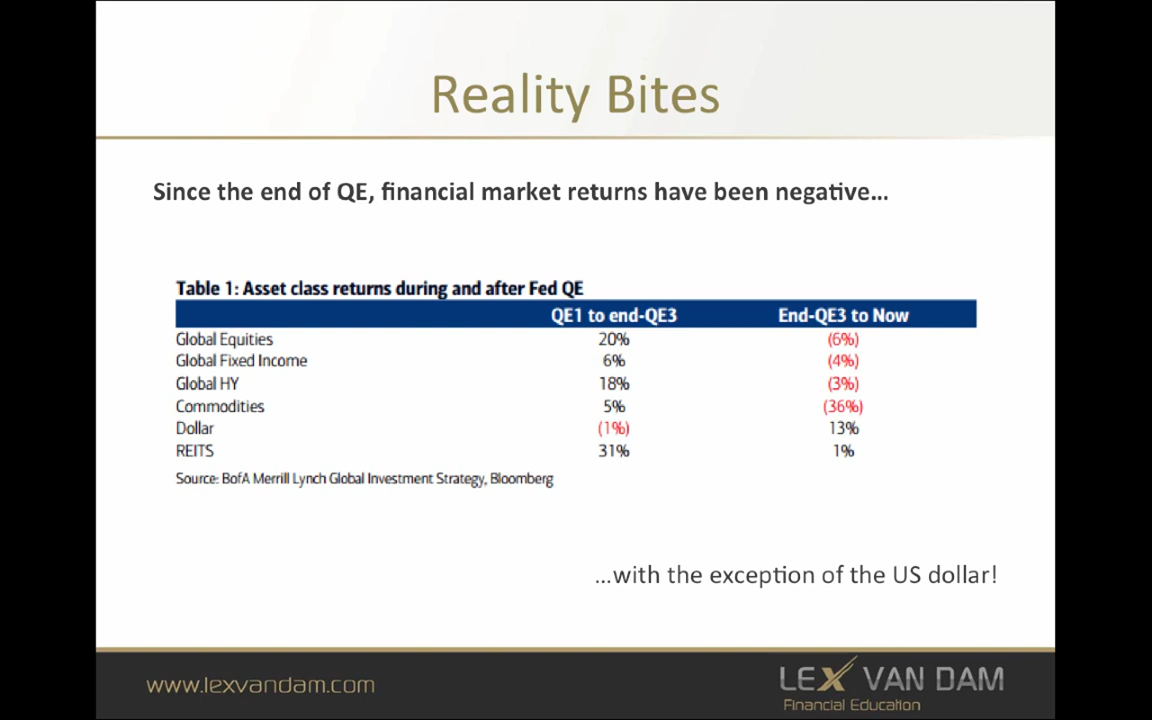 Reality Bites
Since the end of QE, financial market returns have been negative…
Table 1: Asset class returns during and after Fed QE
QE1 to end-QE3 End-QE3 to Now
Global Equities 20% (6%)
Global Fixed Income 6% (4%)
Global HY 18% (3%)
Commodities 5% (36%)
Dollar (1%) 13%
REITS 31% 1%
Source: BofA Merrill Lynch Global Investment Strategy, Bloomberg
…with the exception of the US dollar!
www.lexvandam.com
LEX VAN DAM
Financial Education